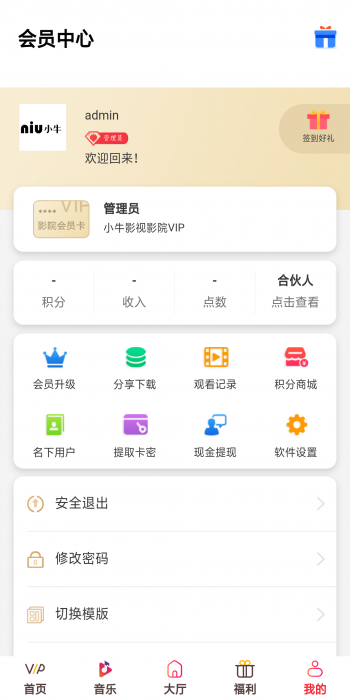 会员中心
niu小牛
admin
管理员
欢迎回来!
签到好礼
VIP
影院会员卡
管理员
小牛影视影院VIP
- - - 合伙人
积分 收入 点数 点击查看
会员升级 分享下载 观看记录 积分商城
名下用户 提取卡密 现金提现 软件设置
安全退出
修改密码
切换模版
VIP
首页 音乐 大厅 福利 我的